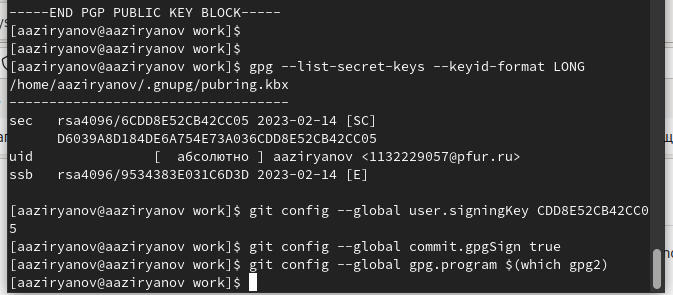 -----END PGP PUBLIC KEY BLOCK-----
[aaziryanov@aaziryanov work]$
[aaziryanov@aaziryanov work]$
[aaziryanov@aaziryanov work]$ gpg --list-secret-keys --keyid-format LONG
/home/aaziryanov/.gnupg/pubring.kbx
-----------------------------------
sec   rsa4096/6CDD8E52CB42CC05 2023-02-14 [SC]
      D6039A8D184DE6A754E73A036CDD8E52CB42CC05
uid               [  абсолютно ] aaziryanov <1132229057@pfur.ru>
ssb   rsa4096/9534383E031C6D3D 2023-02-14 [E]
[aaziryanov@aaziryanov work]$ git config --global user.signingKey CDD8E52CB42CC0
5
[aaziryanov@aaziryanov work]$ git config --global commit.gpgSign true
[aaziryanov@aaziryanov work]$ git config --global gpg.program $(which gpg2)
[aaziryanov@aaziryanov work]$